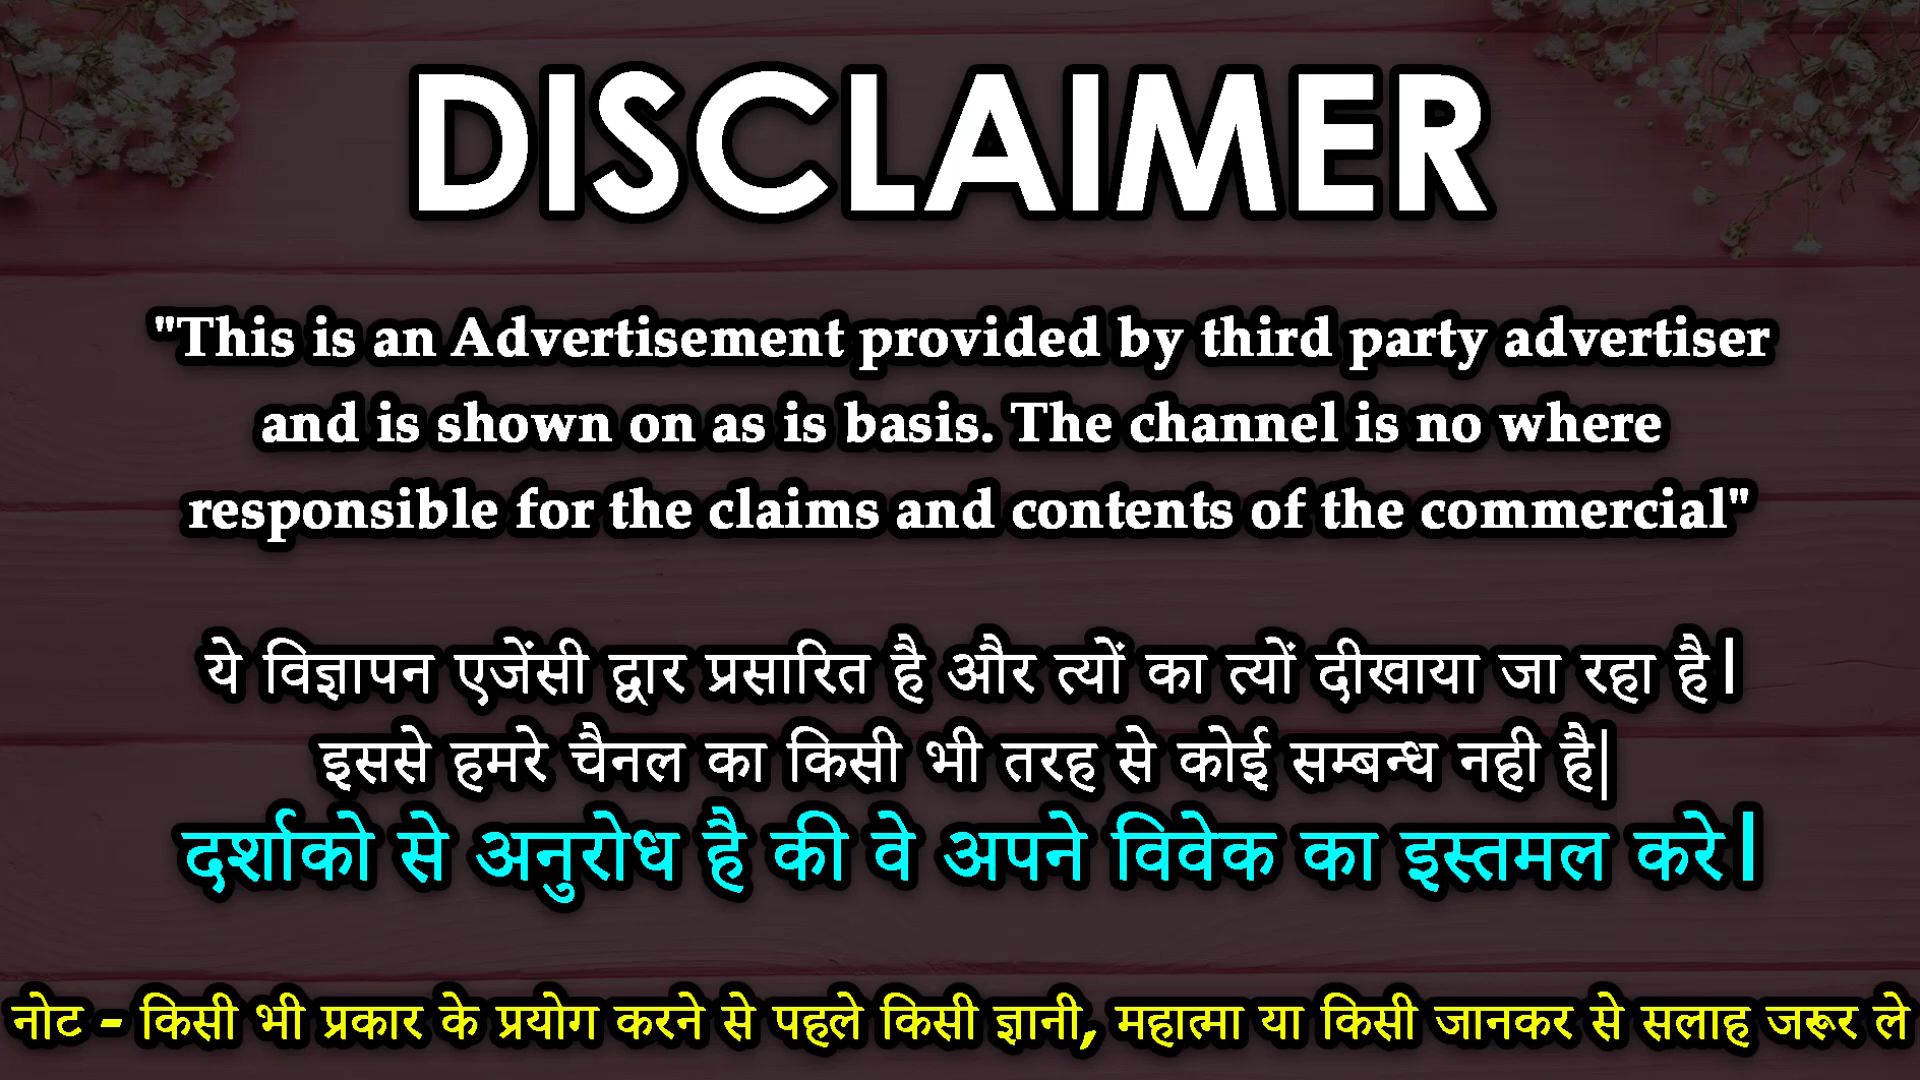 DISCLAIMER
"This is an Advertisement provided by third party advertiser
and is shown on as is basis. The channel is no where
responsible for the claims and contents of the commercial"
ये विज्ञापन एजेंसी द्वार प्रसारित है और त्यों का त्यों दीखाया जा रहा है|
इससे हमरे चैनल का किसी भी तरह से कोई सम्बन्ध नही है|
दर्शाको से अनुरोध है की वे अपने विवेक का इस्तमल करे|
नोट - किसी भी प्रकार के प्रयोग करने से पहले किसी ज्ञानी, महात्मा या किसी जानकर से सलाह जरूर ले